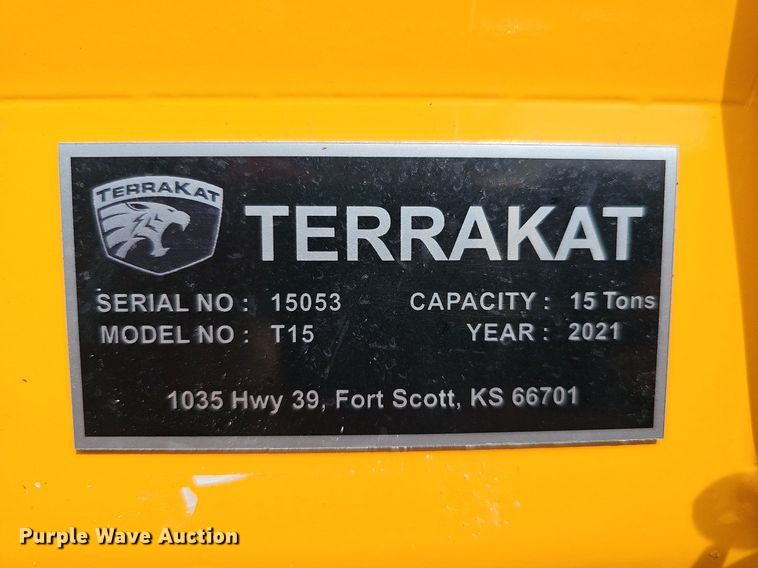 TERRAKAT
TERRAKAT
SERIAL NO : 15053 CAPACITY : 15 Tons
MODEL NO : T15 YEAR : 2021
1035 Hwy 39, Fort Scott, KS 66701
Purple Wave Auction